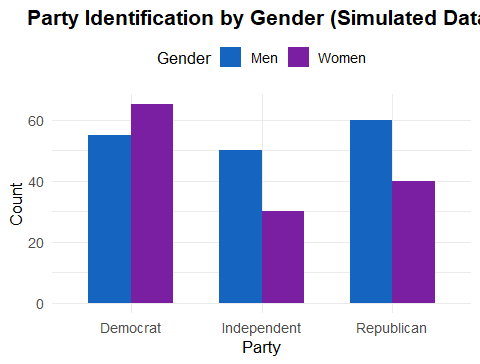 Party Identification by Gender (Simulated Data
Gender Men Women
60
40
20
0
Count
Democrat Independent Republican
Party